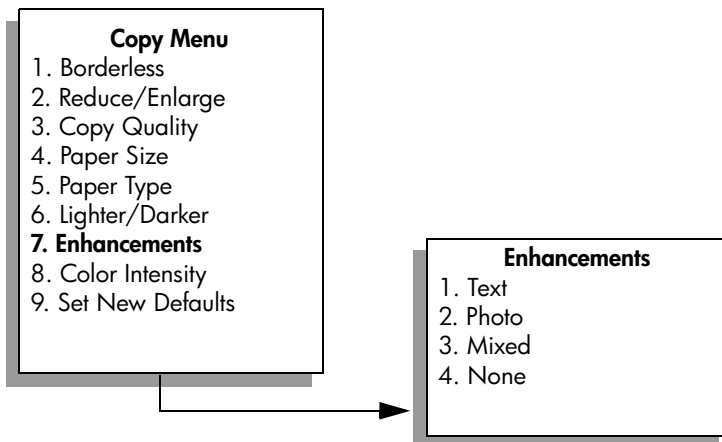 Copy Menu
1. Borderless
2. Reduce/Enlarge
3. Copy Quality
4. Paper Size
5. Paper Type
6. Lighter/Darker
7. Enhancements
8. Color Intensity
9. Set New Defaults
Enhancements
1. Text
2. Photo
3. Mixed
4. None